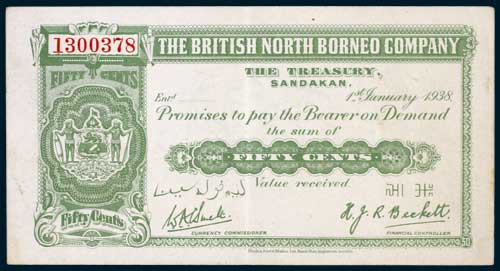 1300378
THE BRITISH NORTH BORNEO COMPANY
FIFTY CENTS
THE TREASURY,
SANDAKAN.
Entd. 1st January 1938.
Promises to pay the Bearer on Demand
the sum of
FIFTY CENTS
Value received.
Fifty Cents
H. J. R. Beckett.
CURRENCY COMMISSIONER.
FINANCIAL CONTROLLER.
50